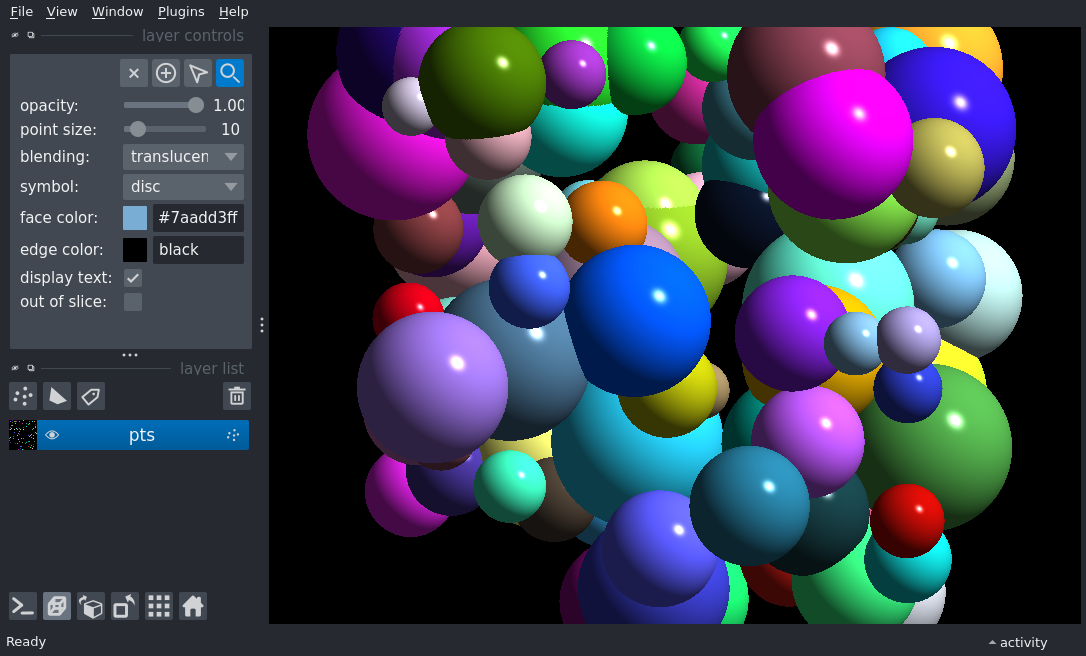 File View Window Plugins Help
layer controls
opacity: 1.00
point size: 10
blending: translucen
symbol: disc
face color: #7aadd3ff
edge color: black
display text:
out of slice:
layer list
pts
Ready
activity